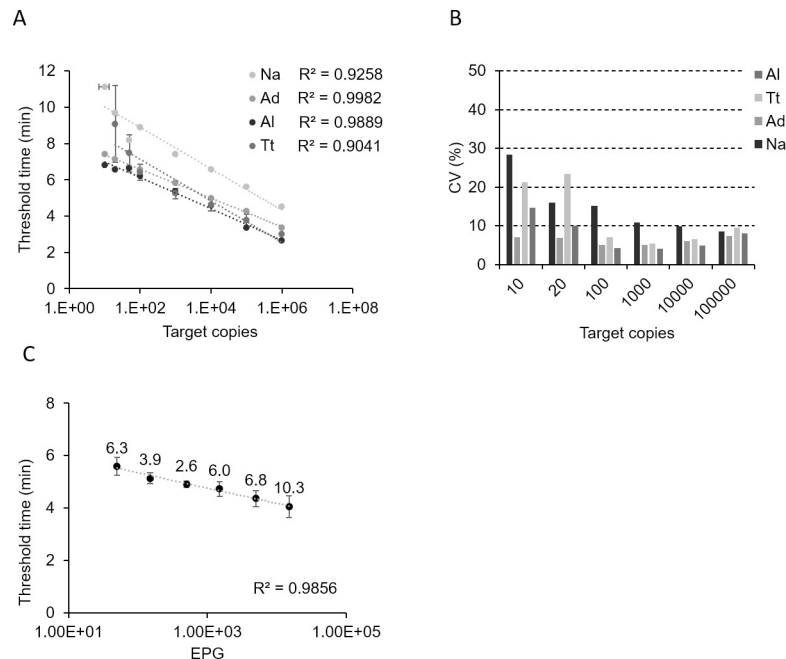 A
12
10
8
6
4
2
0
Threshold time (min)
1.E+00 1.E+02 1.E+04 1.E+06 1.E+08
Target copies
Na R² = 0.9258
Ad R² = 0.9982
Al R² = 0.9889
Tt R² = 0.9041
B
50
40
30
20
10
0
CV (%)
10 20 100 1000 10000 100000
Target copies
Al
Tt
Ad
Na
C
8
6
4
2
0
Threshold time (min)
6.3 3.9 2.6 6.0 6.8 10.3
R² = 0.9856
1.00E+01 1.00E+03 1.00E+05
EPG